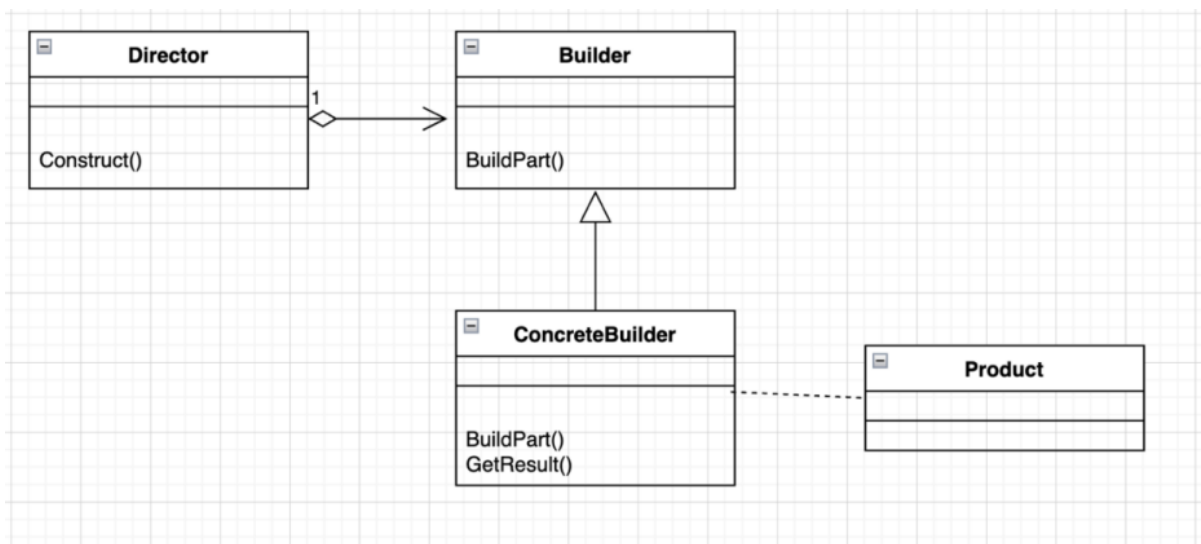 Director
1
Construct()
Builder
BuildPart()
ConcreteBuilder
BuildPart()
GetResult()
Product